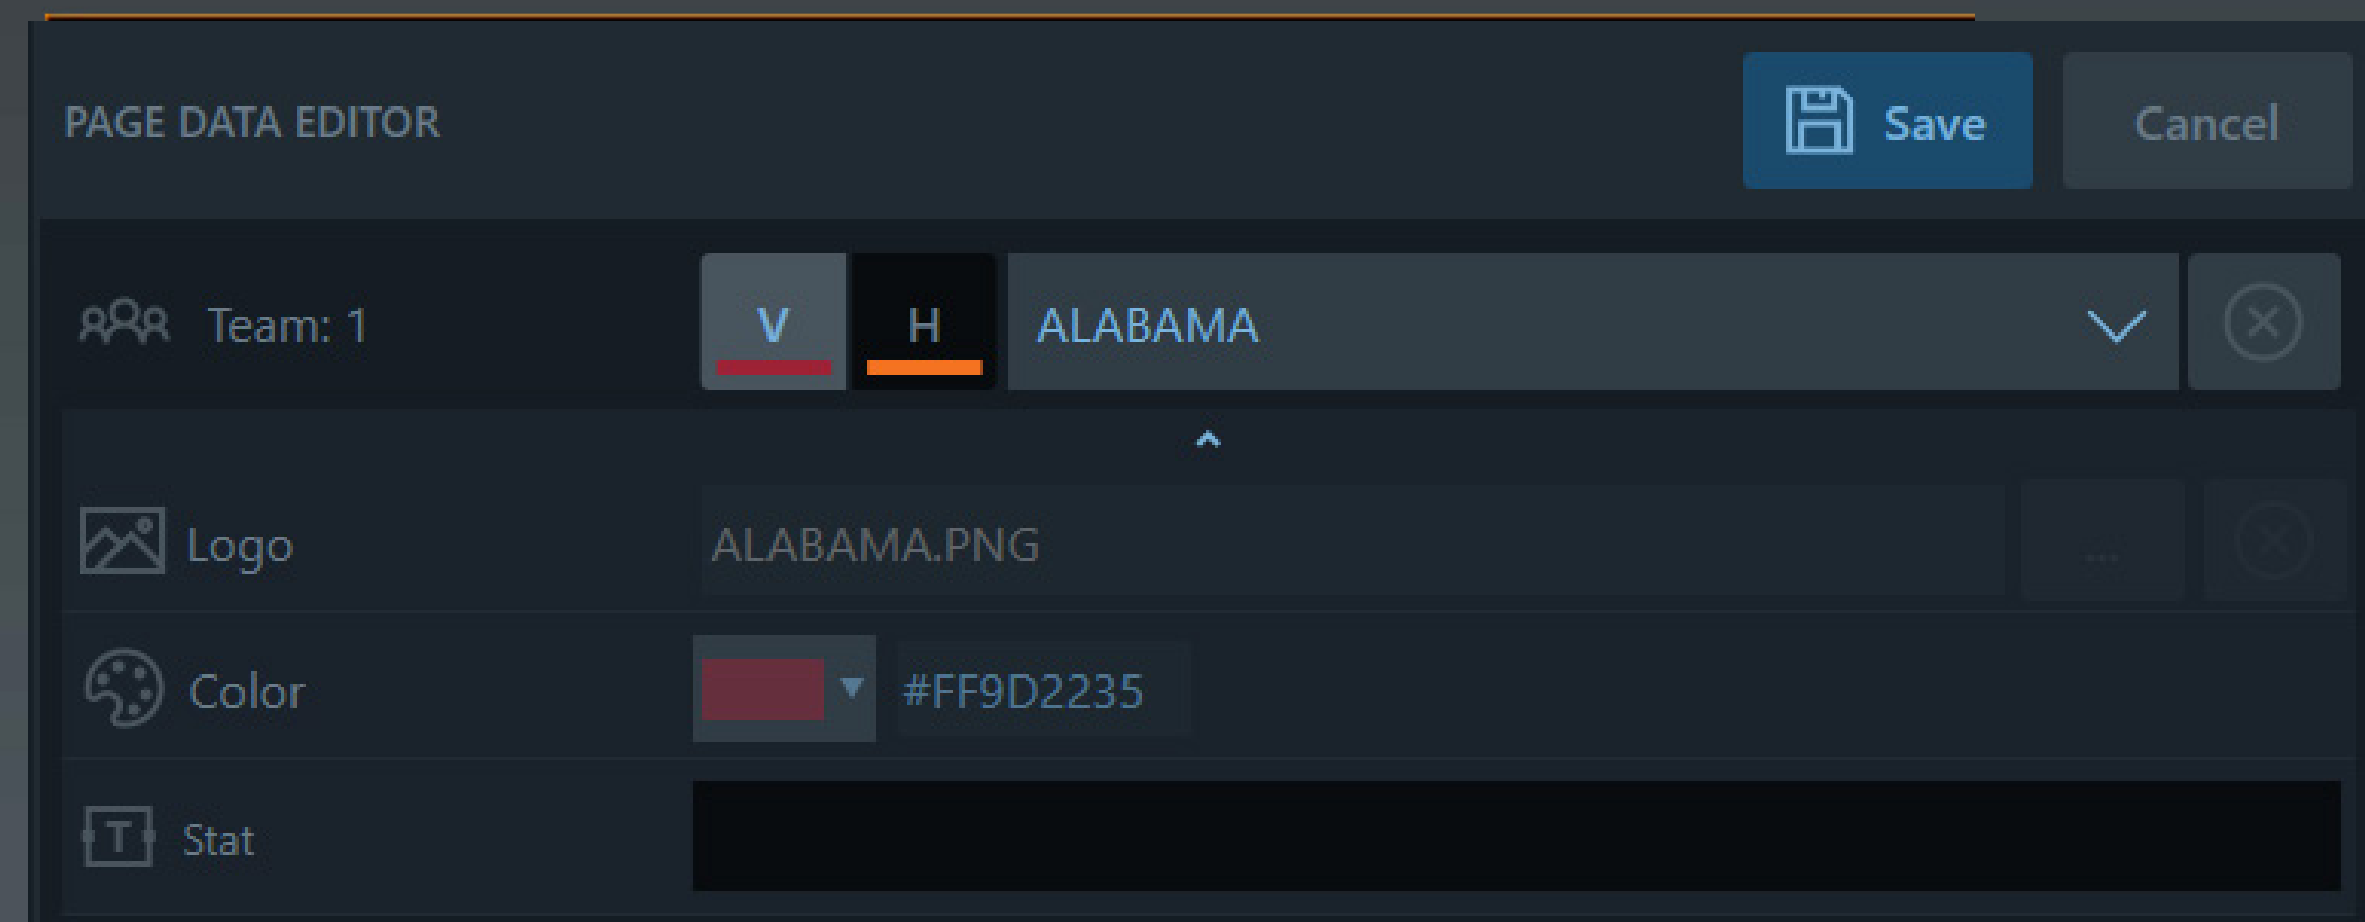 PAGE DATA EDITOR
Save
Cancel
Team: 1
V
H
ALABAMA
Logo
ALABAMA.PNG
...
Color
#FF9D2235
T
Stat